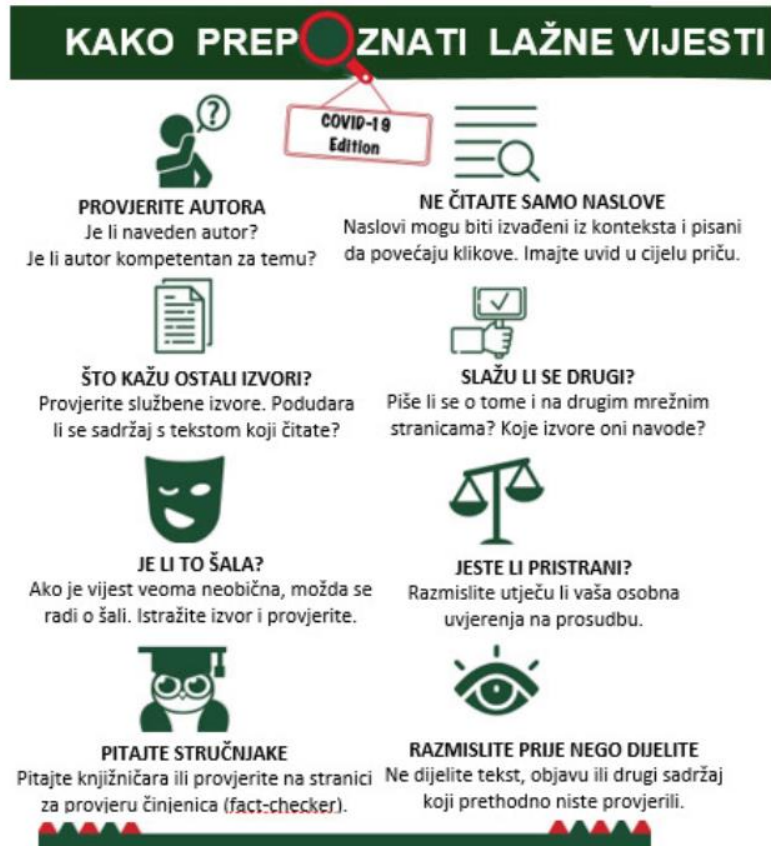 KAKO PREPOZNATI LAŽNE VIJESTI
COVID-19
Edition
?
PROVJERITE AUTORA
Je li naveden autor?
Je li autor kompetentan za temu?
NE ČITAJTE SAMO NASLOVE
Naslovi mogu biti izvađeni iz konteksta i pisani
da povećaju klikove. Imajte uvid u cijelu priču.
ŠTO KAŽU OSTALI IZVORI?
Provjerite službene izvore. Podudara
li se sadržaj s tekstom koji čitate?
SLAŽU LI SE DRUGI?
Piše li se o tome i na drugim mrežnim
stranicama? Koje izvore oni navode?
JE LI TO ŠALA?
Ako je vijest veoma neobična, možda se
radi o šali. Istražite izvor i provjerite.
JESTE LI PRISTRANI?
Razmislite utječu li vaša osobna
uvjerenja na prosudbu.
PITAJTE STRUČNJAKE
Pitajte knjižničara ili provjerite na stranici
za provjeru činjenica (fact-checker).
RAZMISLITE PRIJE NEGO DIJELITE
Ne dijelite tekst, objavu ili drugi sadržaj
koji prethodno niste provjerili.